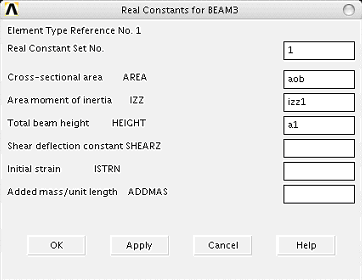 Real Constants for BEAM3
Element Type Reference No. 1
Real Constant Set No. 1
Cross-sectional area AREA aob
Area moment of inertia IZZ izz1
Total beam height HEIGHT a1
Shear deflection constant SHEARZ
Initial strain ISTRN
Added mass/unit length ADDMAS
OK Apply Cancel Help